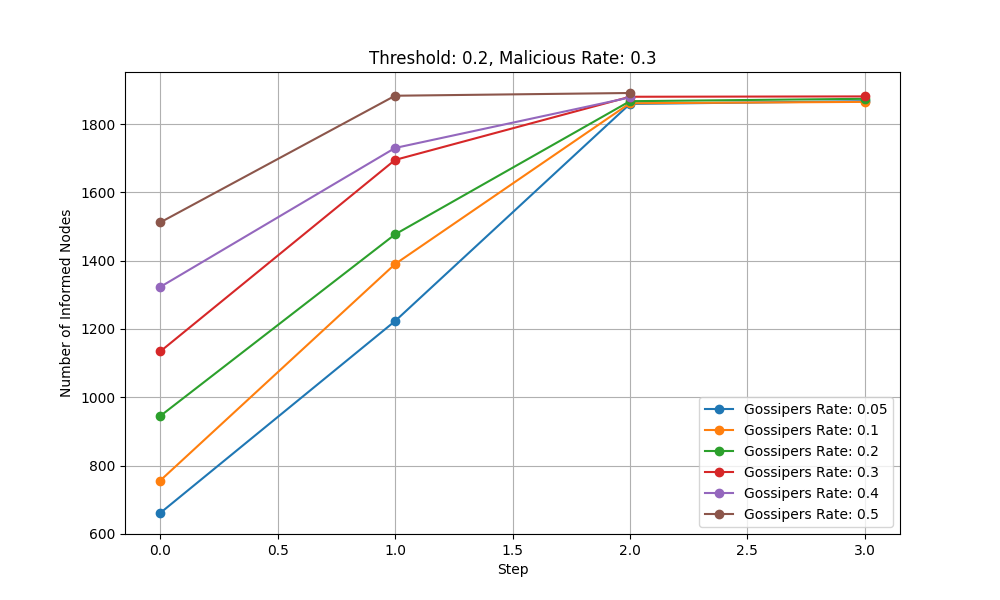 Threshold: 0.2, Malicious Rate: 0.3
Number of Informed Nodes
1800
1600
1400
1200
1000
800
600
0.0 0.5 1.0 1.5 2.0 2.5 3.0
Step
Gossipers Rate: 0.05
Gossipers Rate: 0.1
Gossipers Rate: 0.2
Gossipers Rate: 0.3
Gossipers Rate: 0.4
Gossipers Rate: 0.5